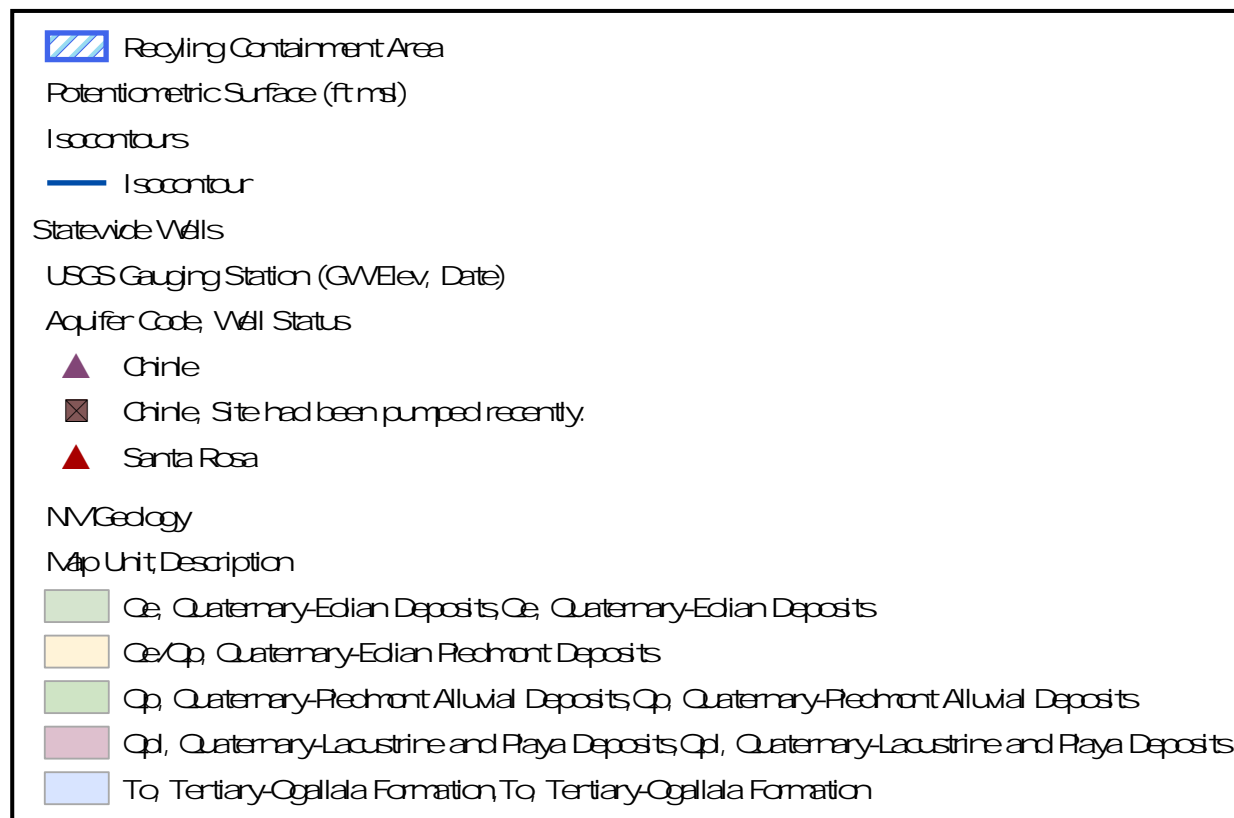 Recyling Containment Area
Potentiometric Surface (ft msl)
Isocontours
Isocontour
Statewide Wells
USGS Gauging Station (GWElev, Date)
Aquifer Code, Well Status
Chinle
Chinle, Site had been pumped recently.
Santa Rosa
NM Geology
Map Unit,Description
Qe, Quaternary-Eolian Deposits,Qe, Quaternary-Eolian Deposits
Qe/Qp, Quaternary-Eolian Piedmont Deposits
Qp, Quaternary-Piedmont Alluvial Deposits,Qp, Quaternary-Piedmont Alluvial Deposits
Qpl, Quaternary-Lacustrine and Playa Deposits,Qpl, Quaternary-Lacustrine and Playa Deposits
To, Tertiary-Ogallala Formation,To, Tertiary-Ogallala Formation